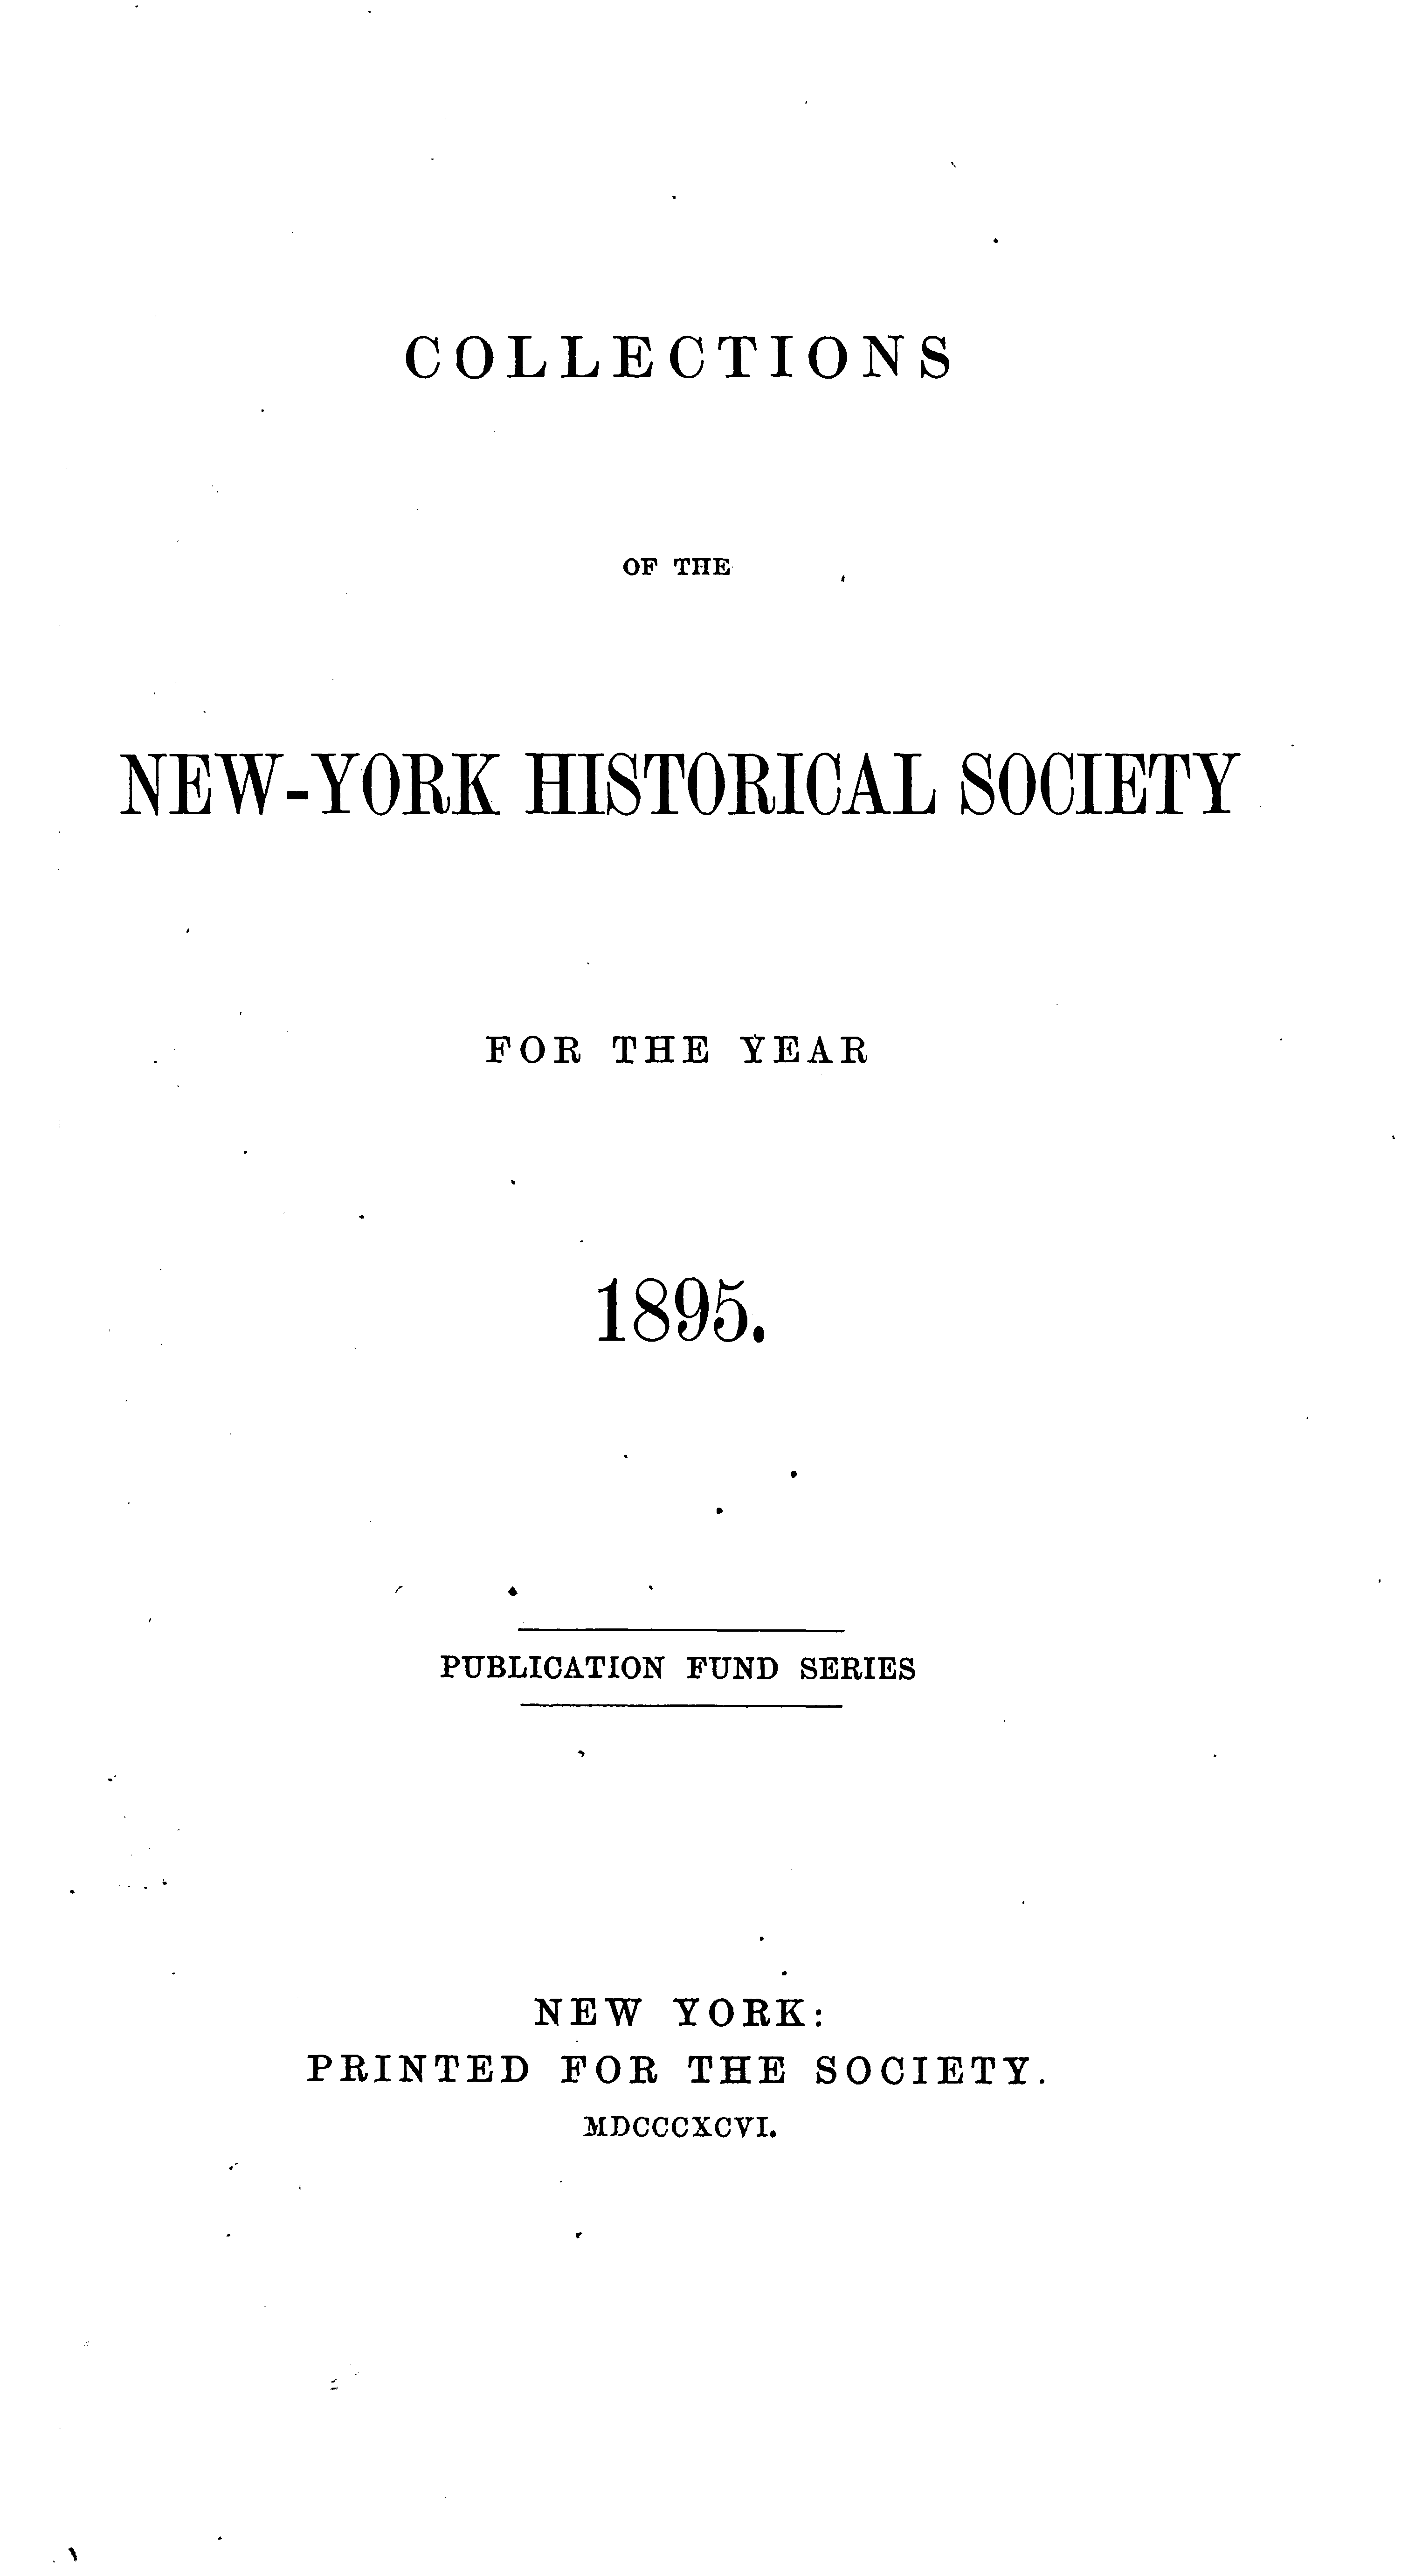 COLLECTIONS
OF THE
NEW-YORK HISTORICAL SOCIETY
FOR THE YEAR
1895.
PUBLICATION FUND SERIES
NEW YORK:
PRINTED FOR THE SOCIETY.
MDCCCXCVI.